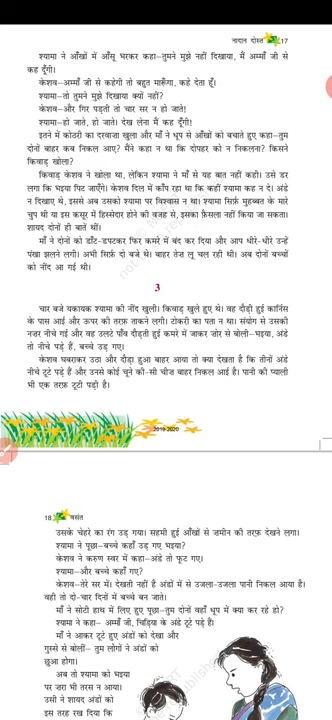 नादान दोस्त 17
श्यामा ने आँखों में आँसू भरकर कहा–तुमने मुझे नहीं दिखाया, मैं अम्माँ जी से
कह दूँगी।
केशव–अम्माँ जी से कहेगी तो बहुत मारूँगा, कहे देता हूँ।
श्यामा–तो तुमने मुझे दिखाया क्यों नहीं?
केशव–और गिर पड़ती तो चार सर न हो जाते!
श्यामा–हो जाते, हो जाते। देख लेना मैं कह दूँगी!
इतने में कोठरी का दरवाज़ा खुला और माँ ने धूप से आँखों को बचाते हुए कहा–तुम
दोनों बाहर कब निकल आए? मैंने कहा न था कि दोपहर को न निकलना? किसने
किवाड़ खोला?
किवाड़ केशव ने खोला था, लेकिन श्यामा ने माँ से यह बात नहीं कही। उसे डर
लगा कि भइया पिट जाएँगे। केशव दिल में काँप रहा था कि कहीं श्यामा कह न दे। अंडे
न दिखाए थे, इससे अब उसको श्यामा पर विश्वास न था। श्यामा सिर्फ़ मुहब्बत के मारे
चुप थी या इस कसूर में हिस्सेदार होने की वजह से, इसका फ़ैसला नहीं किया जा सकता।
शायद दोनों ही बातें थीं।
माँ ने दोनों को डाँट-डपटकर फिर कमरे में बंद कर दिया और आप धीरे-धीरे उन्हें
पंखा झलने लगी। अभी सिर्फ़ दो बजे थे। बाहर तेज़ लू चल रही थी। अब दोनों बच्चों
को नींद आ गई थी।
3
चार बजे यकायक श्यामा की नींद खुली। किवाड़ खुले हुए थे। वह दौड़ी हुई कार्निस
के पास आई और ऊपर की तरफ़ ताकने लगी। टोकरी का पता न था। संयोग से उसकी
नज़र नीचे गई और वह उलटे पाँव दौड़ती हुई कमरे में जाकर ज़ोर से बोली–भइया, अंडे
तो नीचे पड़े हैं, बच्चे उड़ गए।
केशव घबराकर उठा और दौड़ा हुआ बाहर आया तो क्या देखता है कि तीनों अंडे
नीचे टूटे पड़े हैं और उनसे कोई चूने की-सी चीज़ बाहर निकल आई है। पानी की प्याली
भी एक तरफ़ टूटी पड़ी है।
2019-2020
18 वसंत
उसके चेहरे का रंग उड़ गया। सहमी हुई आँखों से ज़मीन की तरफ़ देखने लगा।
श्यामा ने पूछा–बच्चे कहाँ उड़ गए भइया?
केशव ने करुण स्वर में कहा–अंडे तो फूट गए।
श्यामा–और बच्चे कहाँ गए?
केशव–तेरे सर में। देखती नहीं है अंडों में से उजला-उजला पानी निकल आया है।
वही तो दो-चार दिनों में बच्चे बन जाते।
माँ ने सोटी हाथ में लिए हुए पूछा–तुम दोनों वहाँ धूप में क्या कर रहे हो?
श्यामा ने कहा– अम्माँ जी, चिड़िया के अंडे टूटे पड़े हैं।
माँ ने आकर टूटे हुए अंडों को देखा और
गुस्से से बोलीं– तुम लोगों ने अंडों को
छुआ होगा।
अब तो श्यामा को भइया
पर ज़रा भी तरस न आया।
उसी ने शायद अंडों को
इस तरह रख दिया कि